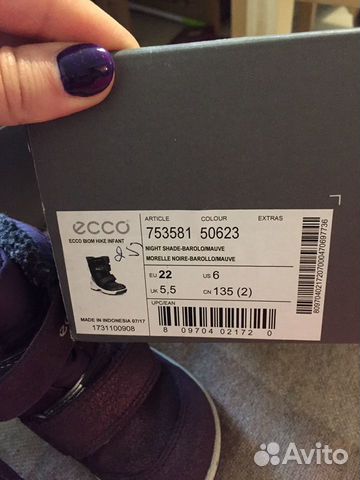 ecco
ECCO BIOM HIKE INFANT
25
MADE IN INDONESIA 07/17
1731100908
ARTICLE COLOUR EXTRAS
753581 50623
NIGHT SHADE-BAROLO/MAUVE
MORELLE NOIRE-BAROLLO/MAUVE
EU 22 US 6
UK 5,5 CN 135 (2)
UPC/EAN
8 09704 02172 0
Avito